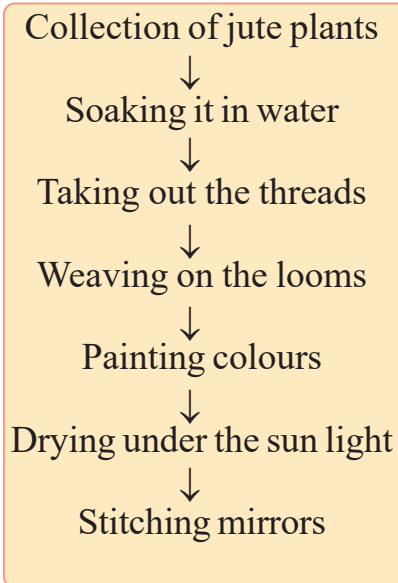 Collection of jute plants
↓
Soaking it in water
↓
Taking out the threads
↓
Weaving on the looms
↓
Painting colours
↓
Drying under the sun light
↓
Stitching mirrors